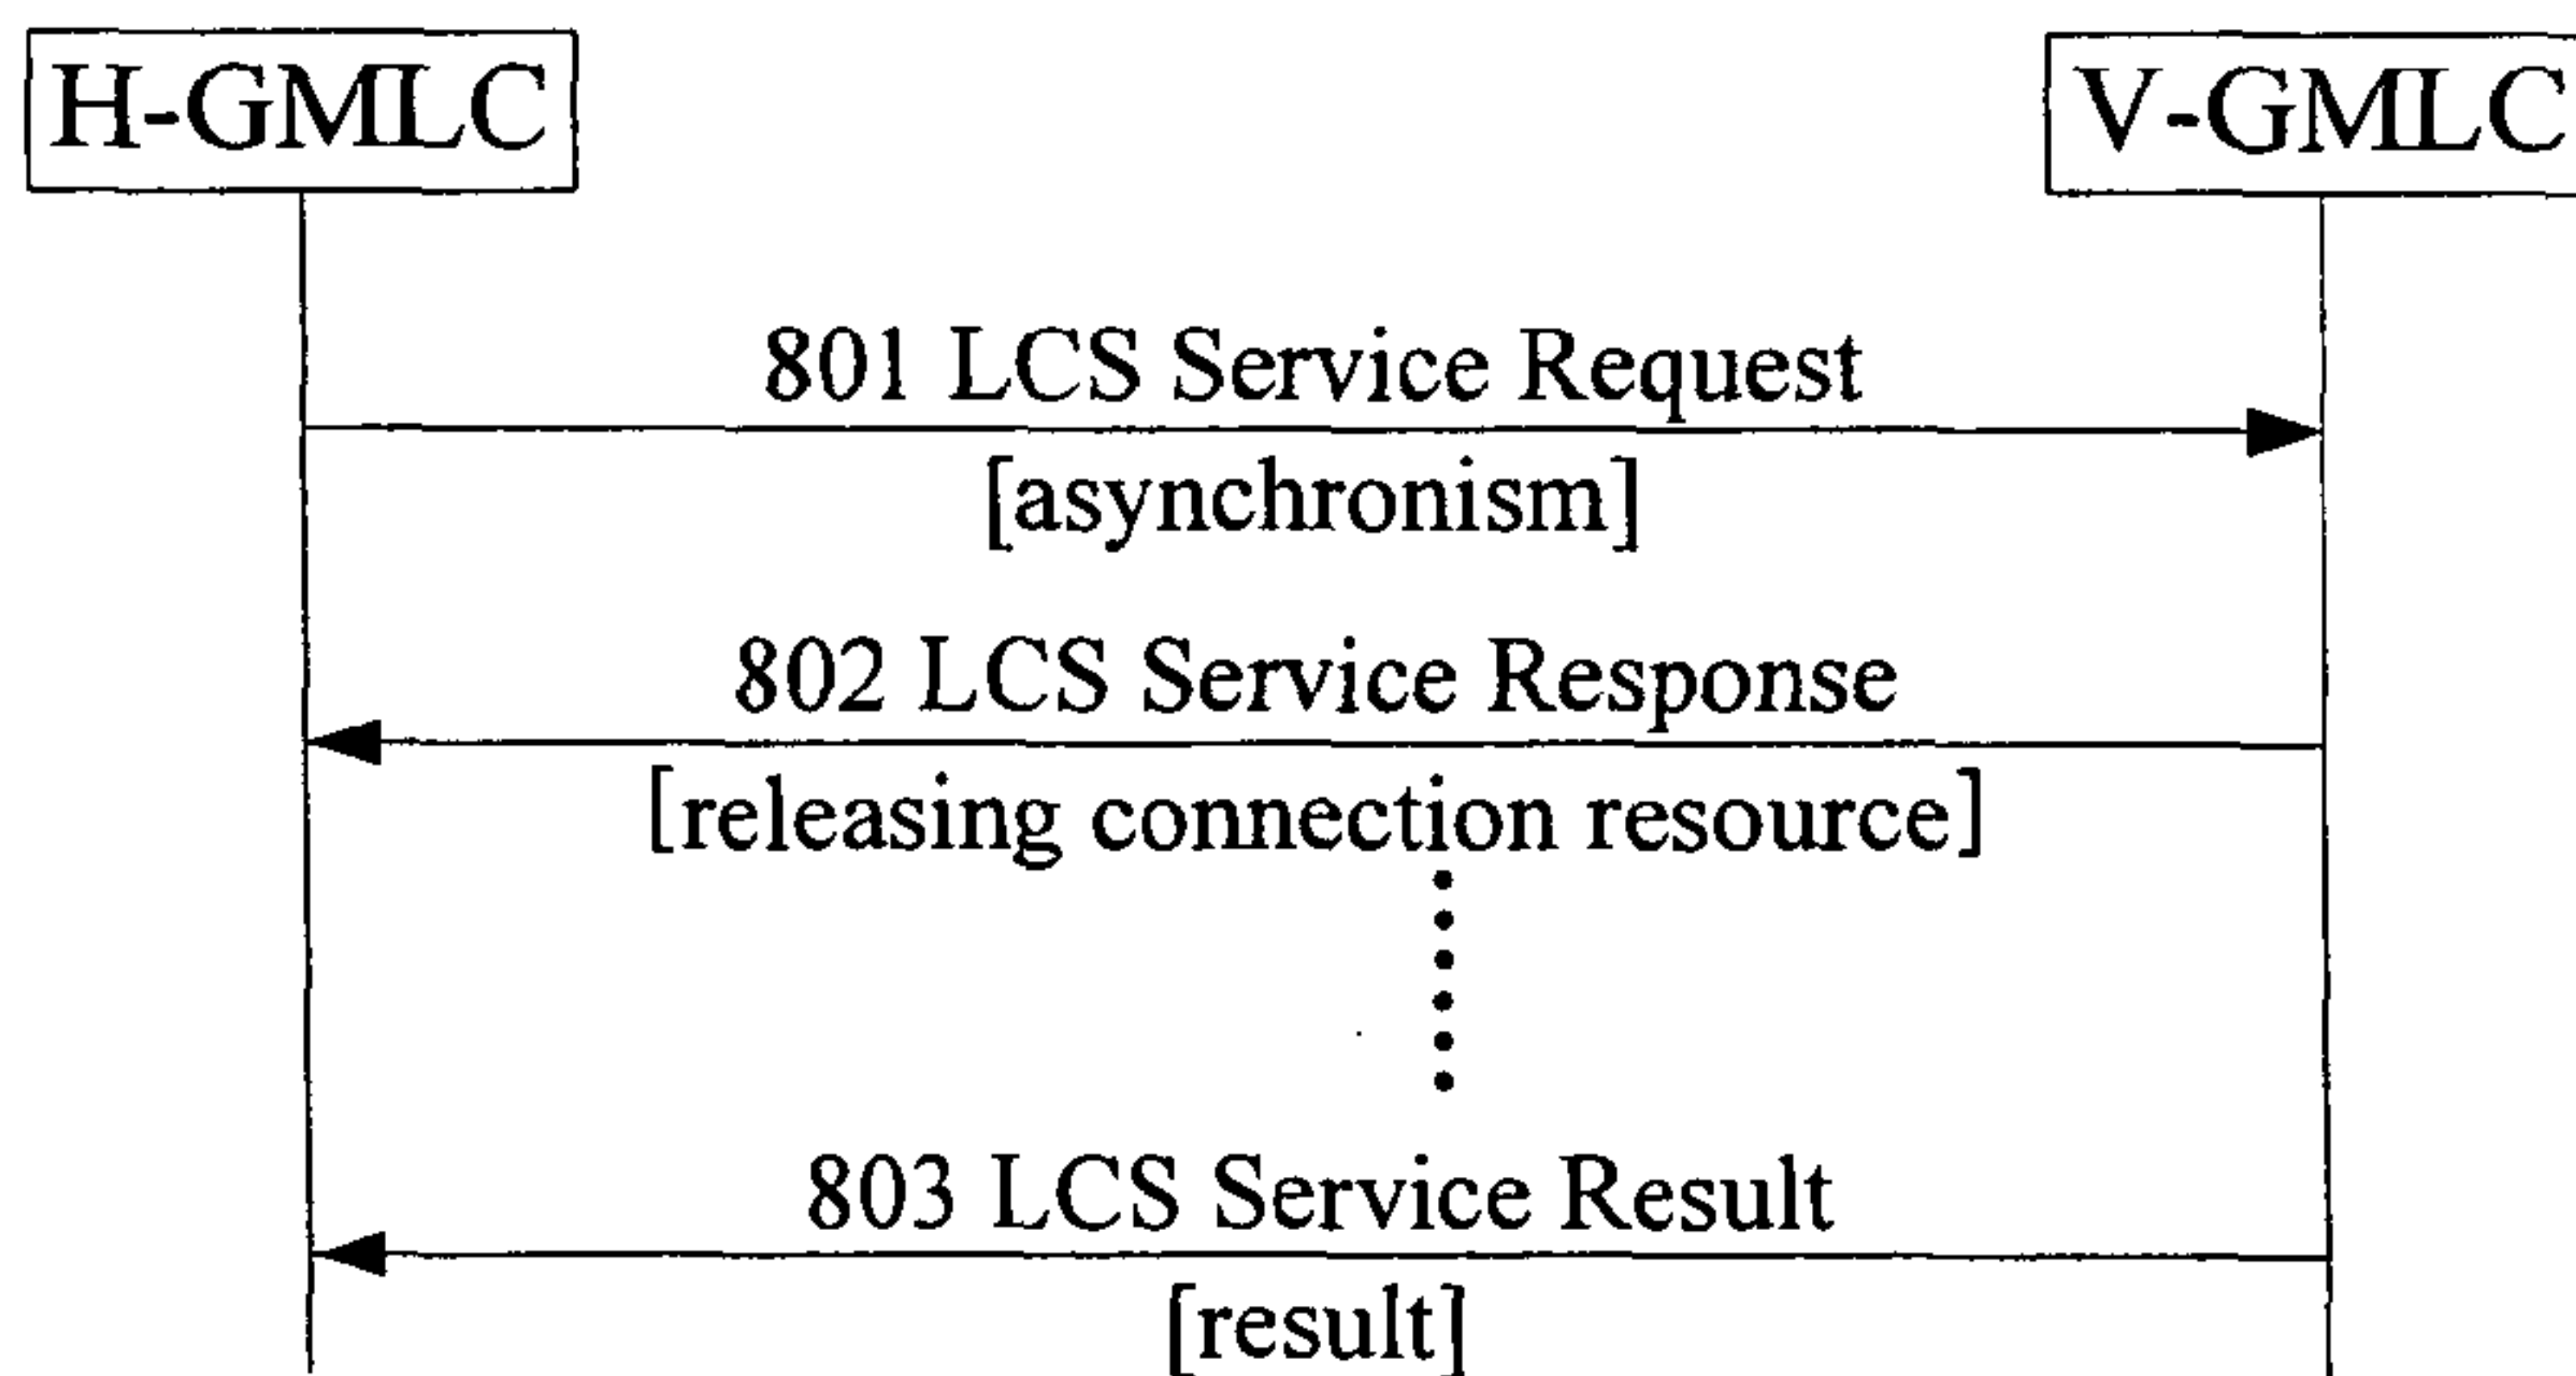 H-GMLC
V-GMLC
801 LCS Service Request
[asynchronism]
802 LCS Service Response
[releasing connection resource]
803 LCS Service Result
[result]